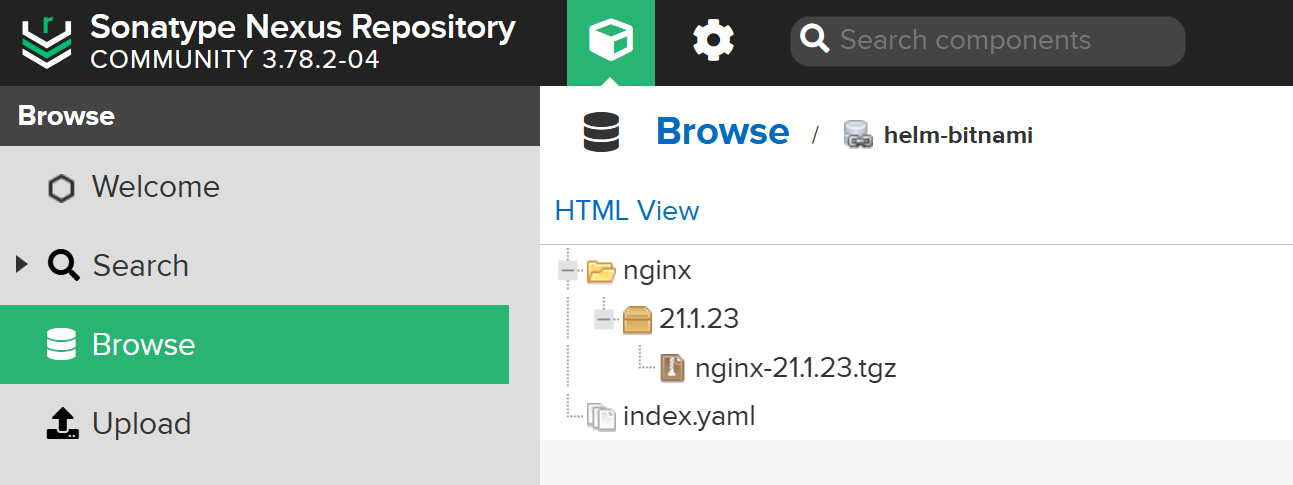 Sonatype Nexus Repository
COMMUNITY 3.78.2-04
Search components
Browse
Welcome
Search
Browse
Upload
Browse / helm-bitnami
HTML View
nginx
21.1.23
nginx-21.1.23.tgz
index.yaml